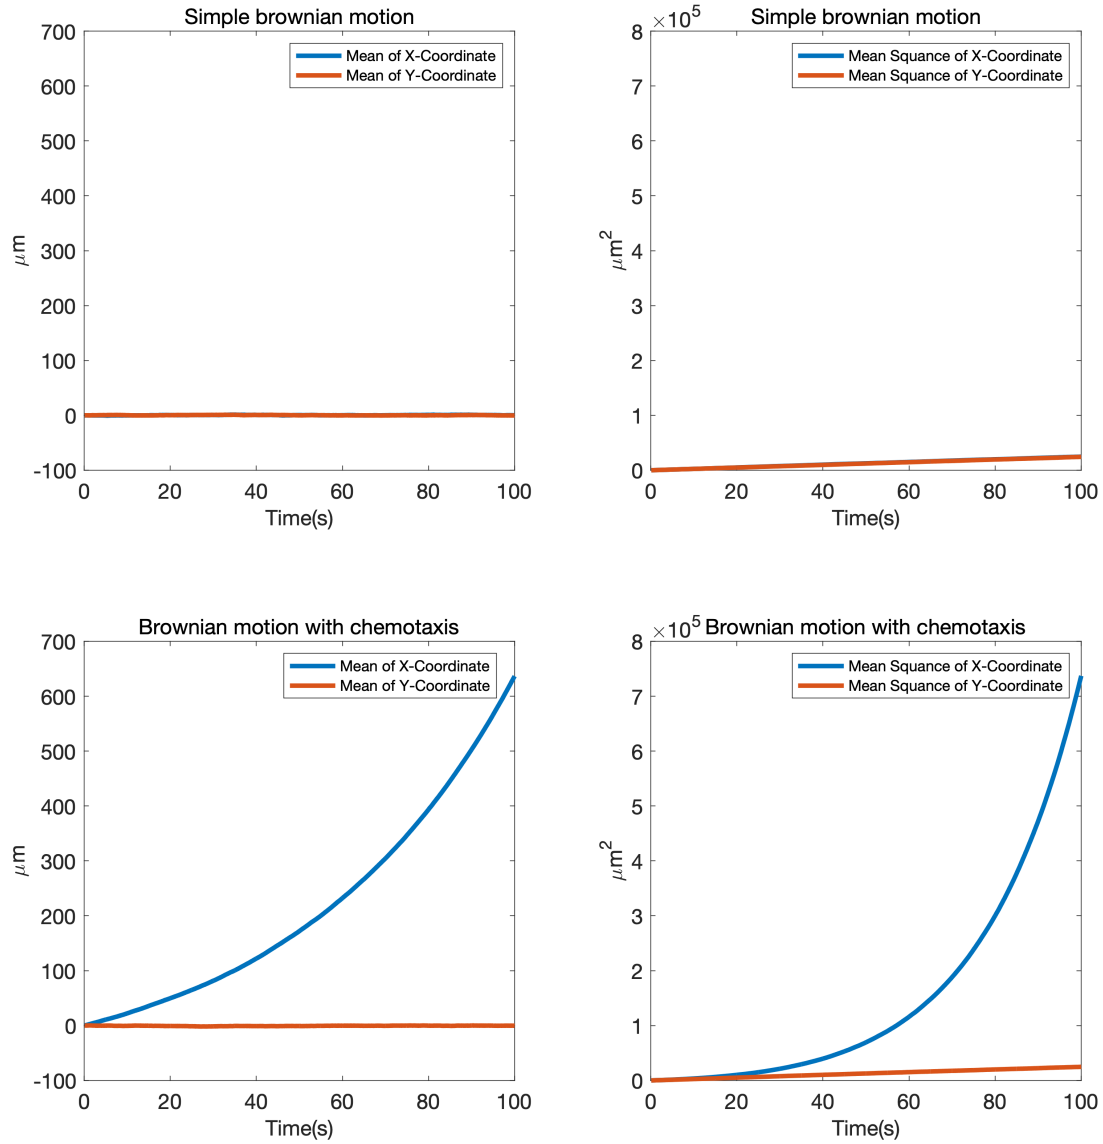 Simple brownian motion
700
600
500
400
300
200
100
0
-100
μm
0 20 40 60 80 100
Time(s)
Mean of X-Coordinate
Mean of Y-Coordinate
Simple brownian motion
×10^5
8
7
6
5
4
3
2
1
0
μm^2
0 20 40 60 80 100
Time(s)
Mean Squance of X-Coordinate
Mean Squance of Y-Coordinate
Brownian motion with chemotaxis
700
600
500
400
300
200
100
0
-100
μm
0 20 40 60 80 100
Time(s)
Mean of X-Coordinate
Mean of Y-Coordinate
Brownian motion with chemotaxis
×10^5
8
7
6
5
4
3
2
1
0
μm^2
0 20 40 60 80 100
Time(s)
Mean Squance of X-Coordinate
Mean Squance of Y-Coordinate